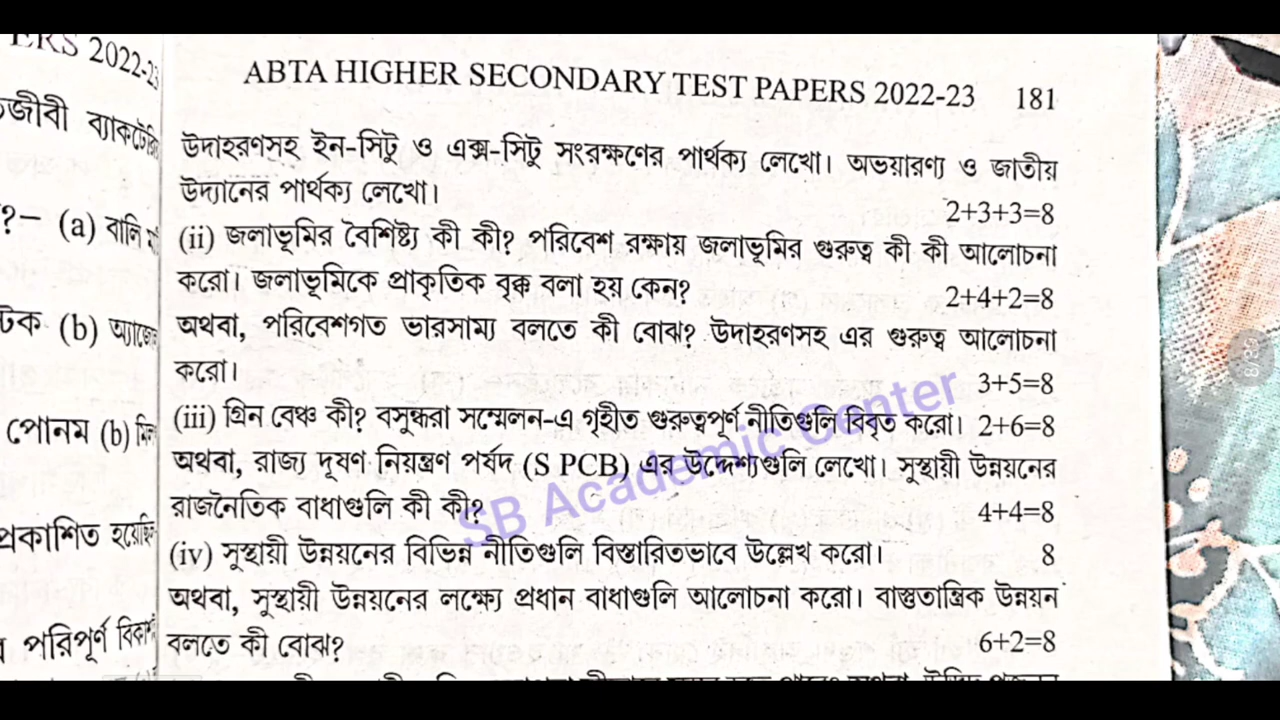 ERS 2022-23
ABTA HIGHER SECONDARY TEST PAPERS 2022-23 181
জীবী
উদাহরণসহ ইন-সিটু ও এক্স-সিটু সংরক্ষণের পার্থক্য লেখো। অভয়ারণ্য ও জাতীয়
উদ্যানের পার্থক্য লেখো।
2+3+3=8
?– (a) বালি
(ii) জলাভূমির বৈশিষ্ট্য কী কী? পরিবেশ রক্ষায় জলাভূমির গুরুত্ব কী কী আলোচনা
করো। জলাভূমিকে প্রাকৃতিক বৃক্ক বলা হয় কেন?
2+4+2=8
টক (b)
অথবা, পরিবেশগত ভারসাম্য বলতে কী বোঝ? উদাহরণসহ এর গুরুত্ব আলোচনা
করো।
3+5=8
পোনম (b)
(iii) গ্রিন বেঞ্চ কী? বসুন্ধরা সম্মেলন-এ গৃহীত গুরুত্বপূর্ণ নীতিগুলি বিবৃত করো। 2+6=8
অথবা, রাজ্য দূষণ নিয়ন্ত্রণ পর্ষদ (S PCB) এর উদ্দেশ্যগুলি লেখো। সুস্থায়ী উন্নয়নের
রাজনৈতিক বাধাগুলি কী কী?
4+4=8
SB Academic Center
প্রকাশিত
(iv) সুস্থায়ী উন্নয়নের বিভিন্ন নীতিগুলি বিস্তারিতভাবে উল্লেখ করো। 8
অথবা, সুস্থায়ী উন্নয়নের লক্ষ্যে প্রধান বাধাগুলি আলোচনা করো। বাস্তুতান্ত্রিক উন্নয়ন
পরিপূর্ণ
বলতে কী বোঝ?
6+2=8